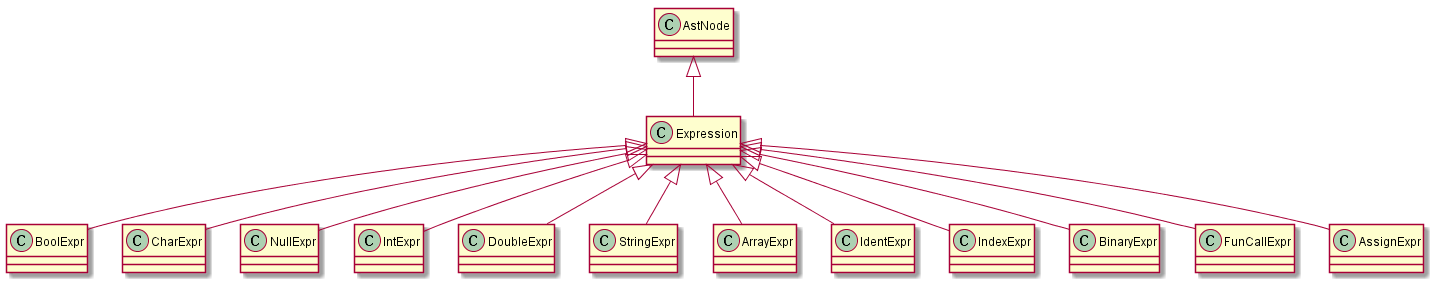 C AstNode
C Expression
C BoolExpr
C CharExpr
C NullExpr
C IntExpr
C DoubleExpr
C StringExpr
C ArrayExpr
C IdentExpr
C IndexExpr
C BinaryExpr
C FunCallExpr
C AssignExpr